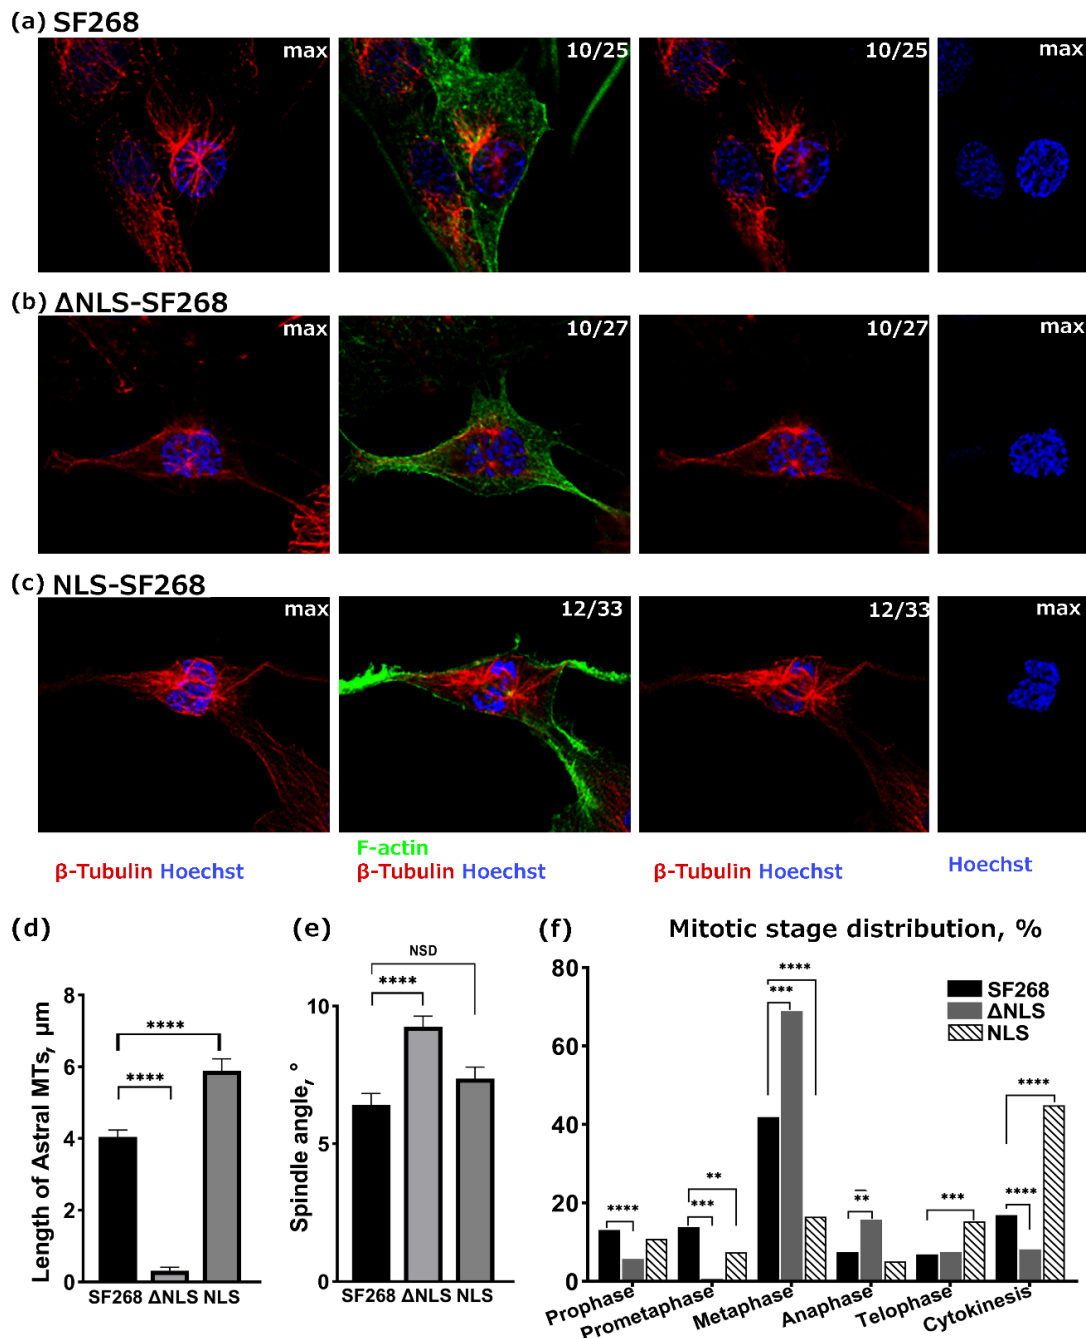 (a) SF268
max
10/25
10/25
max
(b) ΔNLS-SF268
max
10/27
10/27
max
(c) NLS-SF268
max
12/33
12/33
max
β-Tubulin Hoechst
F-actin
β-Tubulin Hoechst
β-Tubulin Hoechst
Hoechst
(d)
Length of Astral MTs, μm
8
6
4
2
0
****
****
SF268 ΔNLS NLS
(e)
Spindle angle, °
10
5
0
NSD
****
SF268 ΔNLS NLS
(f) Mitotic stage distribution, %
80
60
40
20
0
SF268
ΔNLS
NLS
****
**
***
****
***
**
***
****
****
Prophase
Prometaphase
Metaphase
Anaphase
Telophase
Cytokinesis